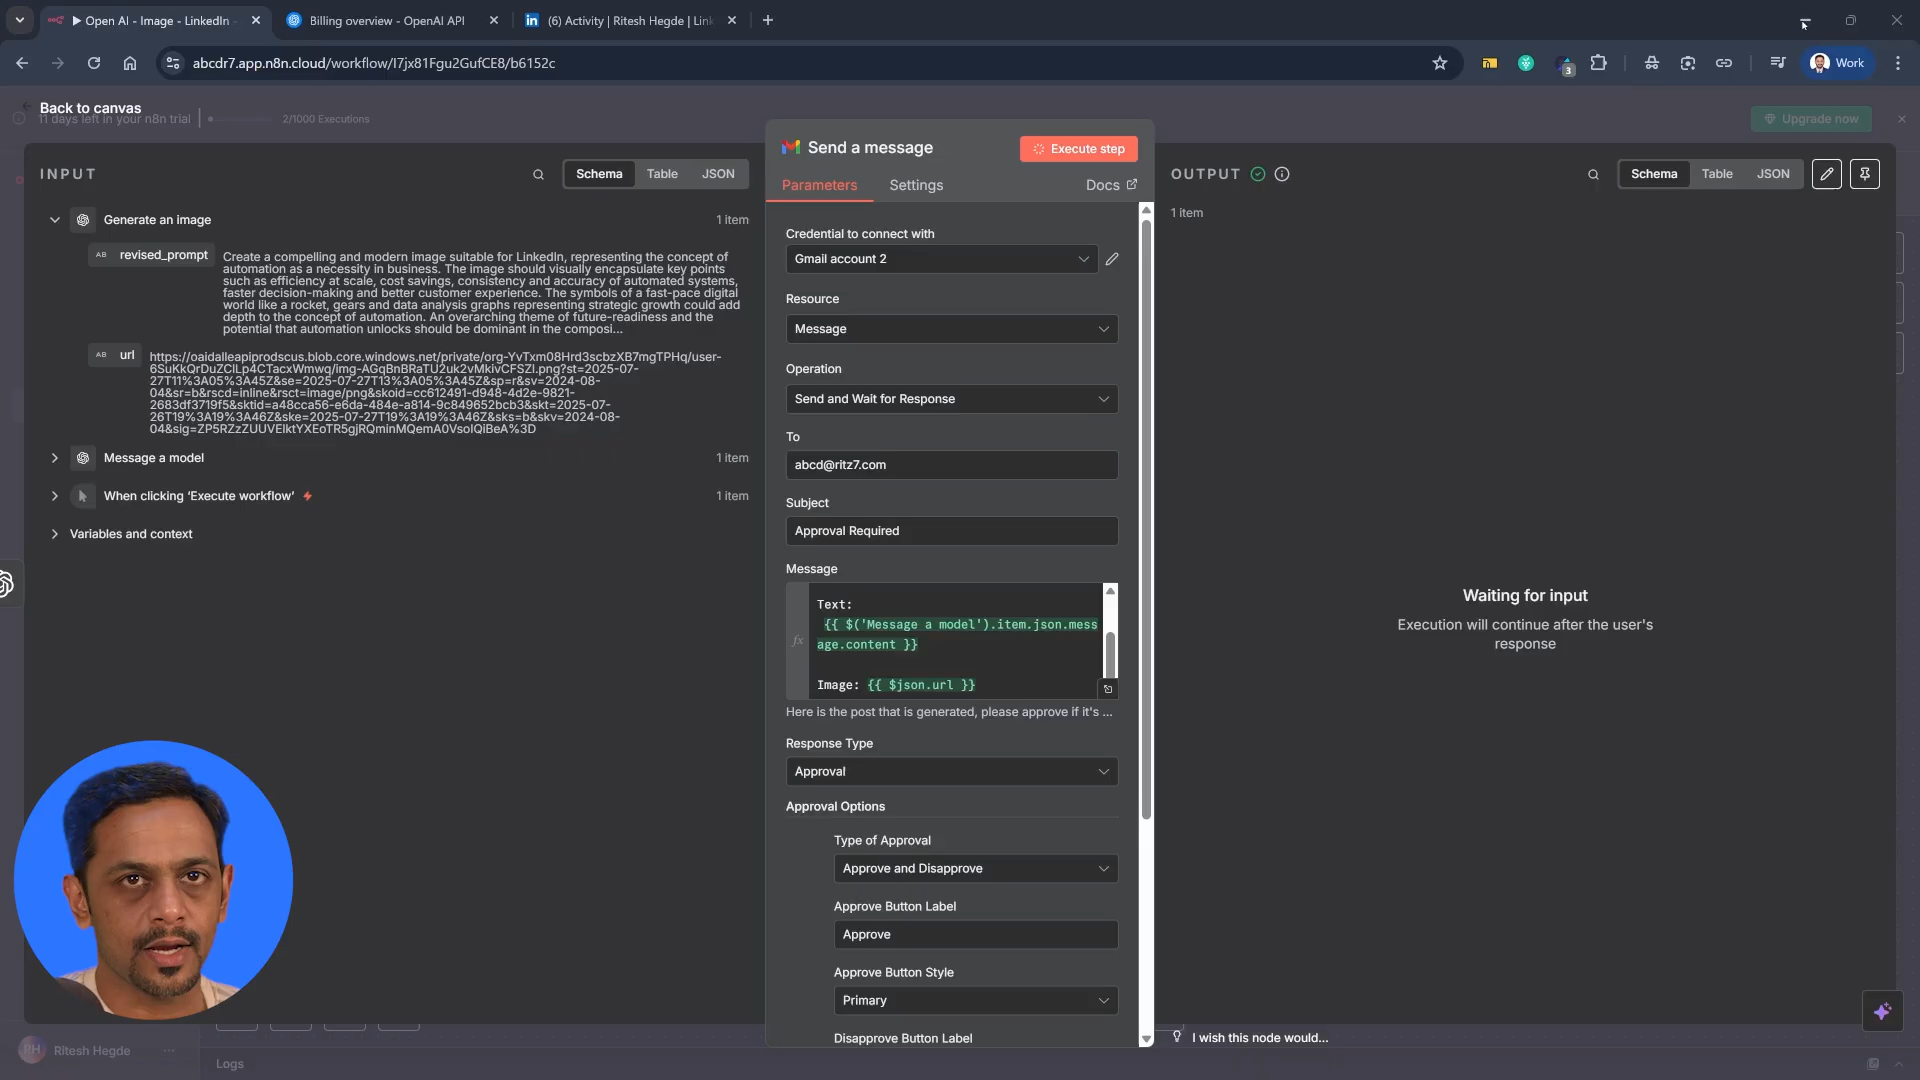 ▶ Open AI - Image - LinkedIn -
Billing overview - OpenAI API
(6) Activity | Ritesh Hegde | Link
abcdr7.app.n8n.cloud/workflow/I7jx81Fgu2GufCE8/b6152c
3
Work
Back to canvas
11 days left in your n8n trial
2/1000 Executions
Upgrade now
INPUT
Schema
Table
JSON
Generate an image
1 item
AB
revised_prompt
Create a compelling and modern image suitable for LinkedIn, representing the concept of
automation as a necessity in business. The image should visually encapsulate key points
such as efficiency at scale, cost savings, consistency and accuracy of automated systems,
faster decision-making and better customer experience. The symbols of a fast-pace digital
world like a rocket, gears and data analysis graphs representing strategic growth could add
depth to the concept of automation. An overarching theme of future-readiness and the
potential that automation unlocks should be dominant in the composi...
AB
url
https://oaidalleapiprodscus.blob.core.windows.net/private/org-YvTxm08Hrd3scbzXB7mgTPHq/user-
6SuKkQrDuZClLp4CTacxWmwq/img-AGqBnBRaTU2uk2vMkivCFSZI.png?st=2025-07-
27T11%3A05%3A45Z&se=2025-07-27T13%3A05%3A45Z&sp=r&sv=2024-08-
04&sr=b&rscd=inline&rsct=image/png&skoid=cc612491-d948-4d2e-9821-
2683df3719f5&sktid=a48cca56-e6da-484e-a814-9c849652bcb3&skt=2025-07-
26T19%3A19%3A46Z&ske=2025-07-27T19%3A19%3A46Z&sks=b&skv=2024-08-
04&sig=ZP5RZzZUUVEIktYXEoTR5gjRQminMQemA0VsolQiBeA%3D
Message a model
1 item
When clicking ‘Execute workflow’
1 item
Variables and context
Send a message
Execute step
Parameters
Settings
Docs
Credential to connect with
Gmail account 2
Resource
Message
Operation
Send and Wait for Response
To
abcd@ritz7.com
Subject
Approval Required
Message
fx
Text:
{{ $('Message a model').item.json.mess
age.content }}
Image: {{ $json.url }}
Here is the post that is generated, please approve if it's ...
Response Type
Approval
Approval Options
Type of Approval
Approve and Disapprove
Approve Button Label
Approve
Approve Button Style
Primary
Disapprove Button Label
OUTPUT
Schema
Table
JSON
1 item
Waiting for input
Execution will continue after the user's
response
I wish this node would...
RH
Ritesh Hegde
Logs